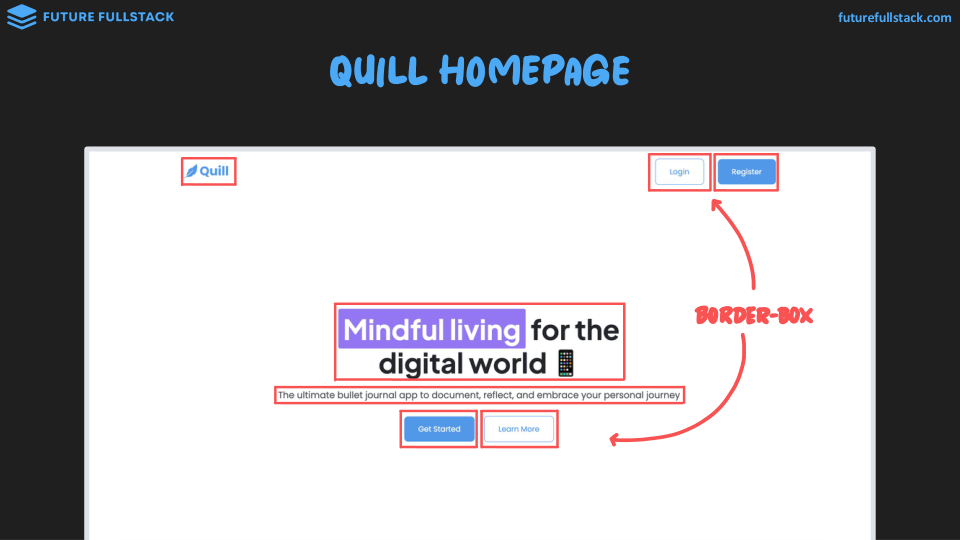 FUTURE FULLSTACK
futurefullstack.com
QUILL HOMEPAGE
Quill
Login
Register
Mindful living for the
digital world
BORDER-BOX
The ultimate bullet journal app to document, reflect, and embrace your personal journey
Get Started
Learn More